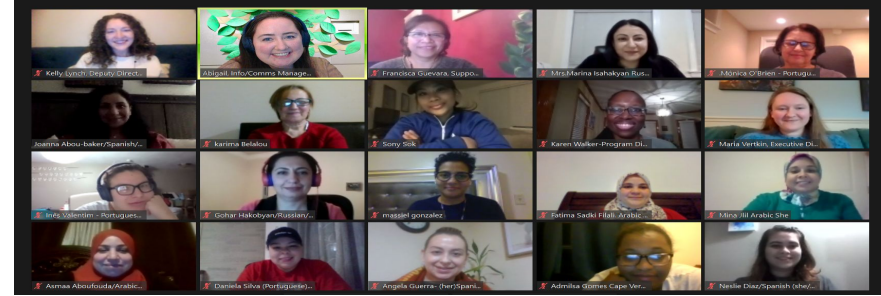 Kelly Lynch, Deputy Direct...
Abigail, Info/Comms Manage...
Francisca Guevara, Suppo...
Mrs.Marina Isahakyan Rus...
Monica O'Brien - Portugu...
Joanna Abou-baker/Spanish/...
karima Belalou
Sony Sok
Karen Walker-Program Di...
Maria Vertkin, Executive Di...
Inês Valentim - Portugues...
Gohar Hakobyan/Russian/...
massiel gonzalez
Fatima Sadki Filali. Arabic ...
Mina Jlil Arabic She
Asmaa Aboufouda/Arabic...
Daniela Silva (Portuguese)...
Ángela Guerra- (her)Spani...
Admilsa Gomes Cape Ver...
Neslie Diaz/Spanish (she/...